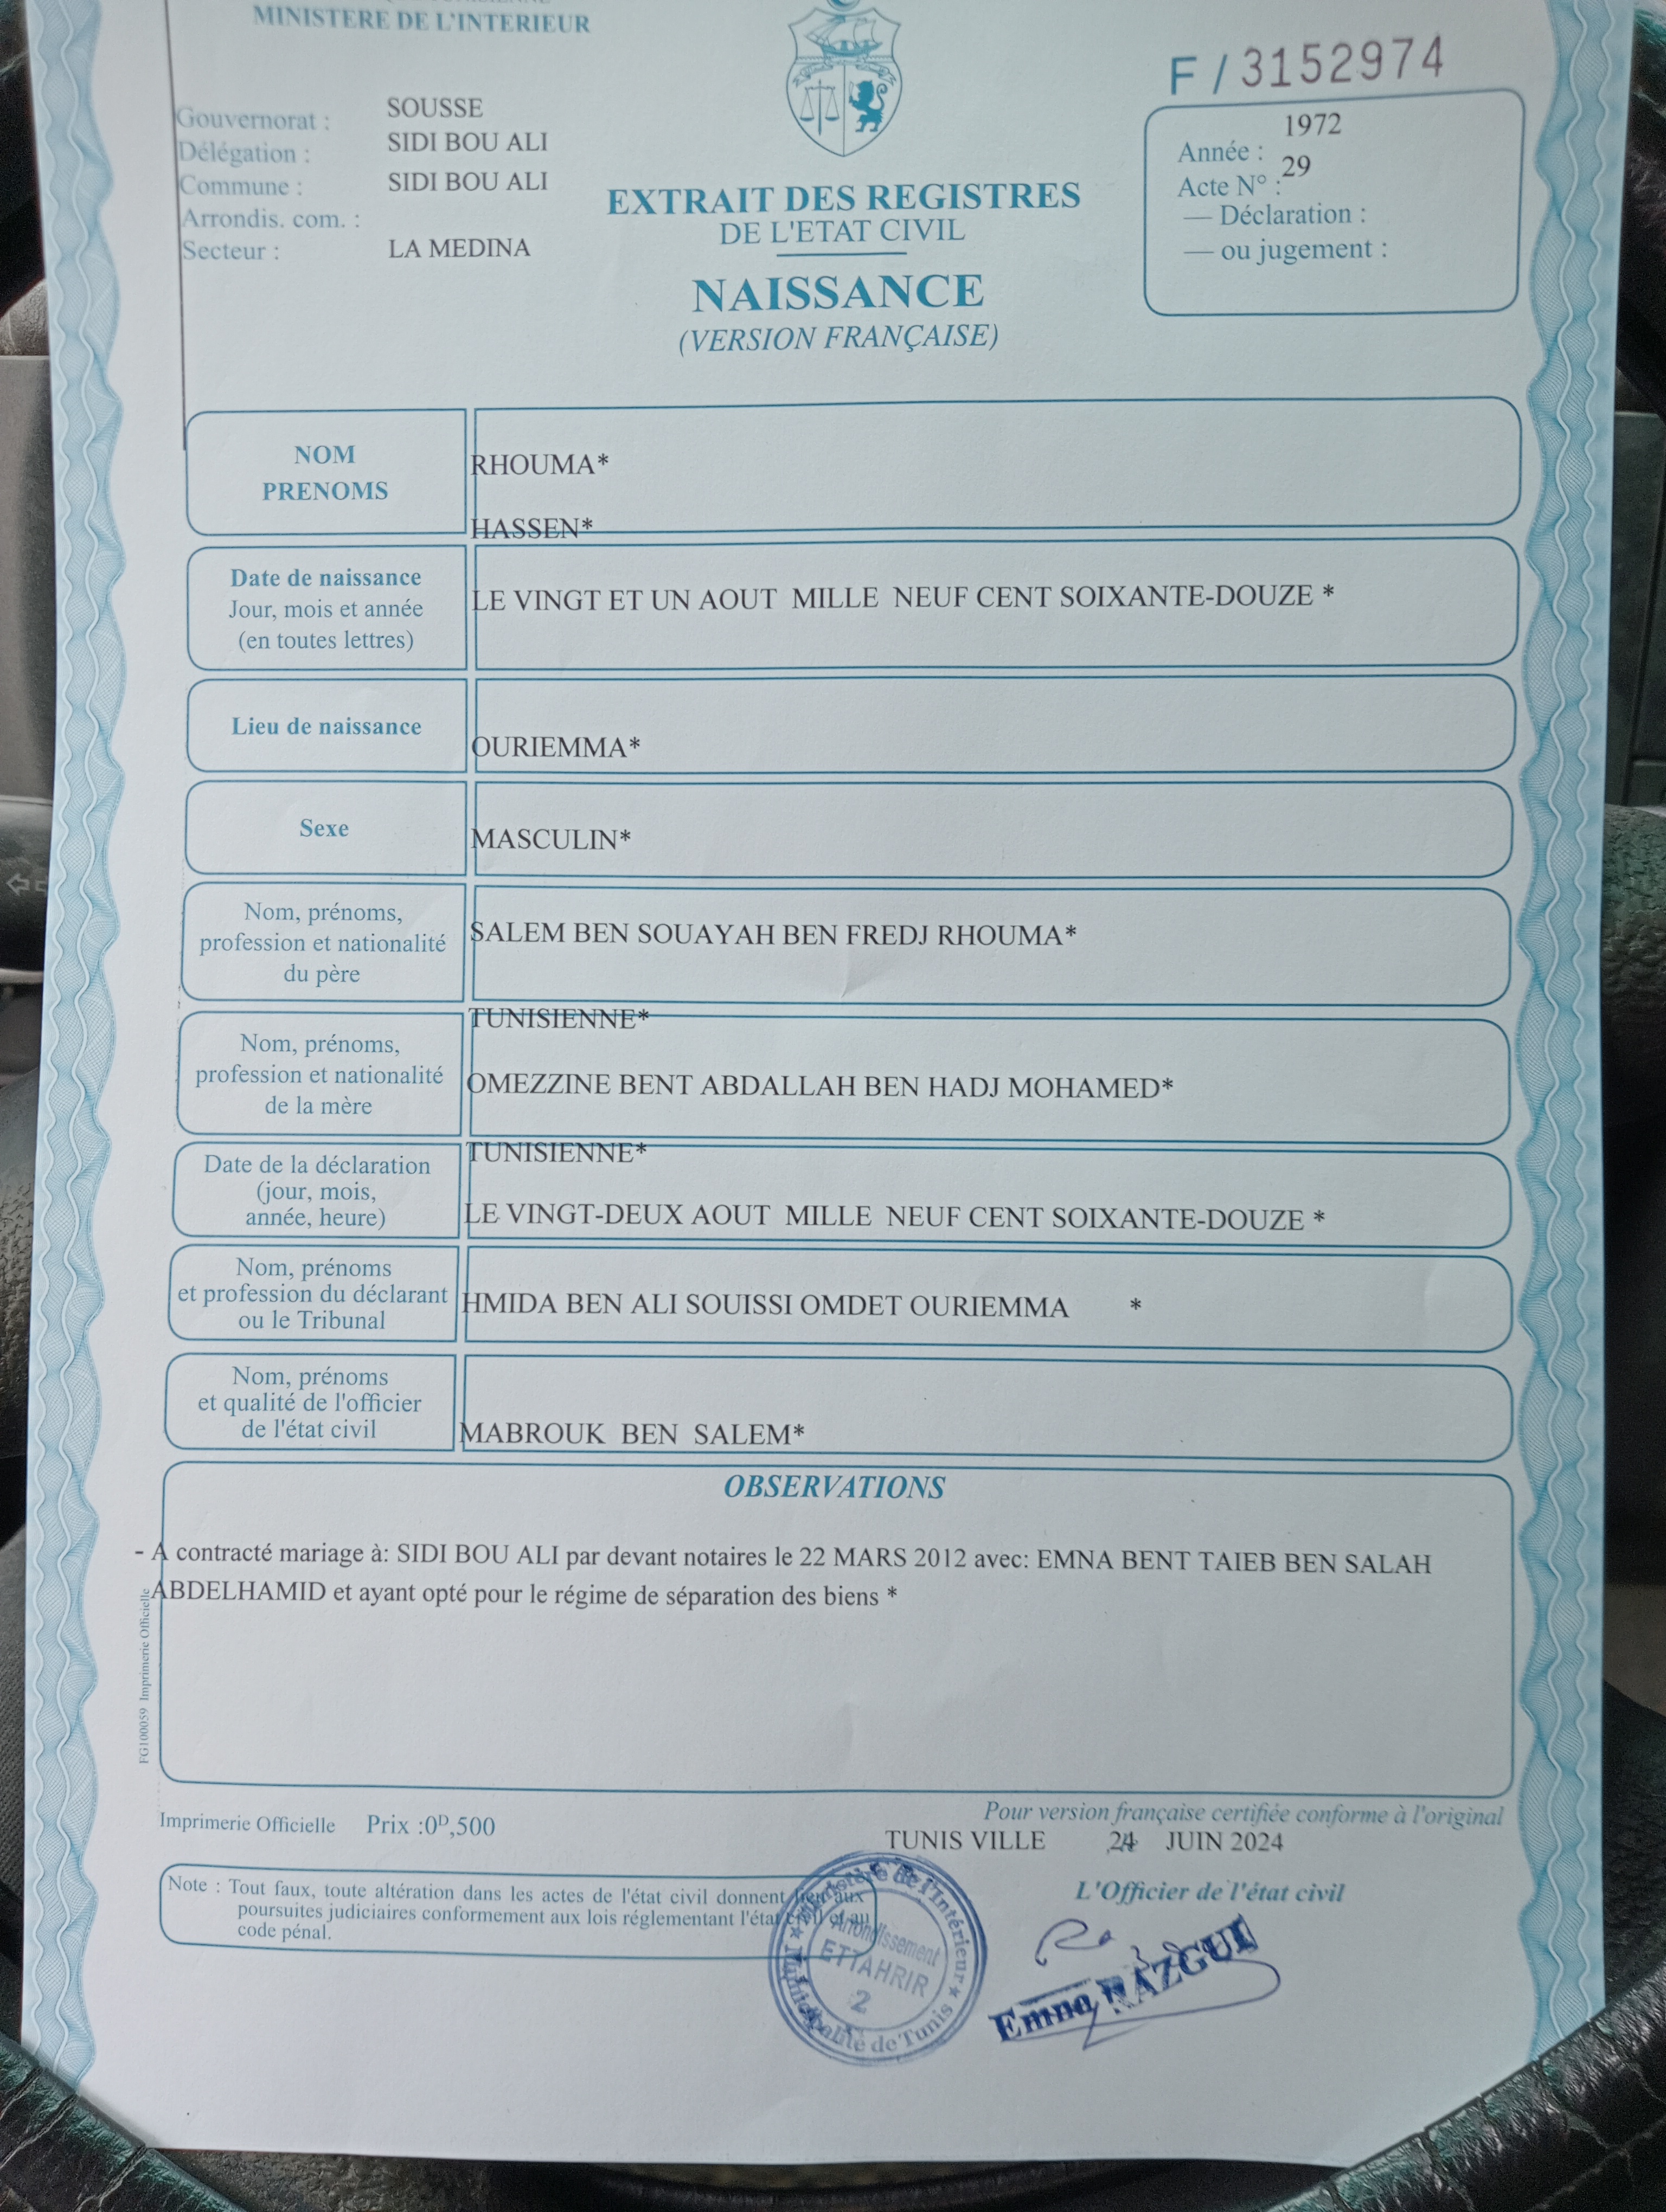 MINISTERE DE L'INTERIEUR
F / 3152974
Gouvernorat : SOUSSE
Délégation : SIDI BOU ALI
Commune : SIDI BOU ALI
Arrondis. com. :
Secteur : LA MEDINA
EXTRAIT DES REGISTRES
DE L'ETAT CIVIL
NAISSANCE
(VERSION FRANÇAISE)
Année : 1972
Acte N° : 29
— Déclaration :
— ou jugement :
NOM
PRENOMS
RHOUMA*
HASSEN*
Date de naissance
Jour, mois et année
(en toutes lettres)
LE VINGT ET UN AOUT MILLE NEUF CENT SOIXANTE-DOUZE *
Lieu de naissance
OURIEMMA*
Sexe
MASCULIN*
Nom, prénoms,
profession et nationalité
du père
SALEM BEN SOUAYAH BEN FREDJ RHOUMA*
TUNISIENNE*
Nom, prénoms,
profession et nationalité
de la mère
OMEZZINE BENT ABDALLAH BEN HADJ MOHAMED*
TUNISIENNE*
Date de la déclaration
(jour, mois,
année, heure)
LE VINGT-DEUX AOUT MILLE NEUF CENT SOIXANTE-DOUZE *
Nom, prénoms
et profession du déclarant
ou le Tribunal
HMIDA BEN ALI SOUISSI OMDET OURIEMMA *
Nom, prénoms
et qualité de l'officier
de l'état civil
MABROUK BEN SALEM*
OBSERVATIONS
- A contracté mariage à: SIDI BOU ALI par devant notaires le 22 MARS 2012 avec: EMNA BENT TAIEB BEN SALAH
ABDELHAMID et ayant opté pour le régime de séparation des biens *
FG100059 Imprimerie Officielle
Imprimerie Officielle Prix :0ᴰ,500
Pour version française certifiée conforme à l'original
TUNIS VILLE 24 JUIN 2024
L'Officier de l'état civil
Note : Tout faux, toute altération dans les actes de l'état civil donnent lieu aux
poursuites judiciaires conformement aux lois réglementant l'état civil et au
code pénal.
Ministère de l'Intérieur
Municipalité de Tunis
Arrondissement
ETTAHRIR
2
Emna RAZGUI